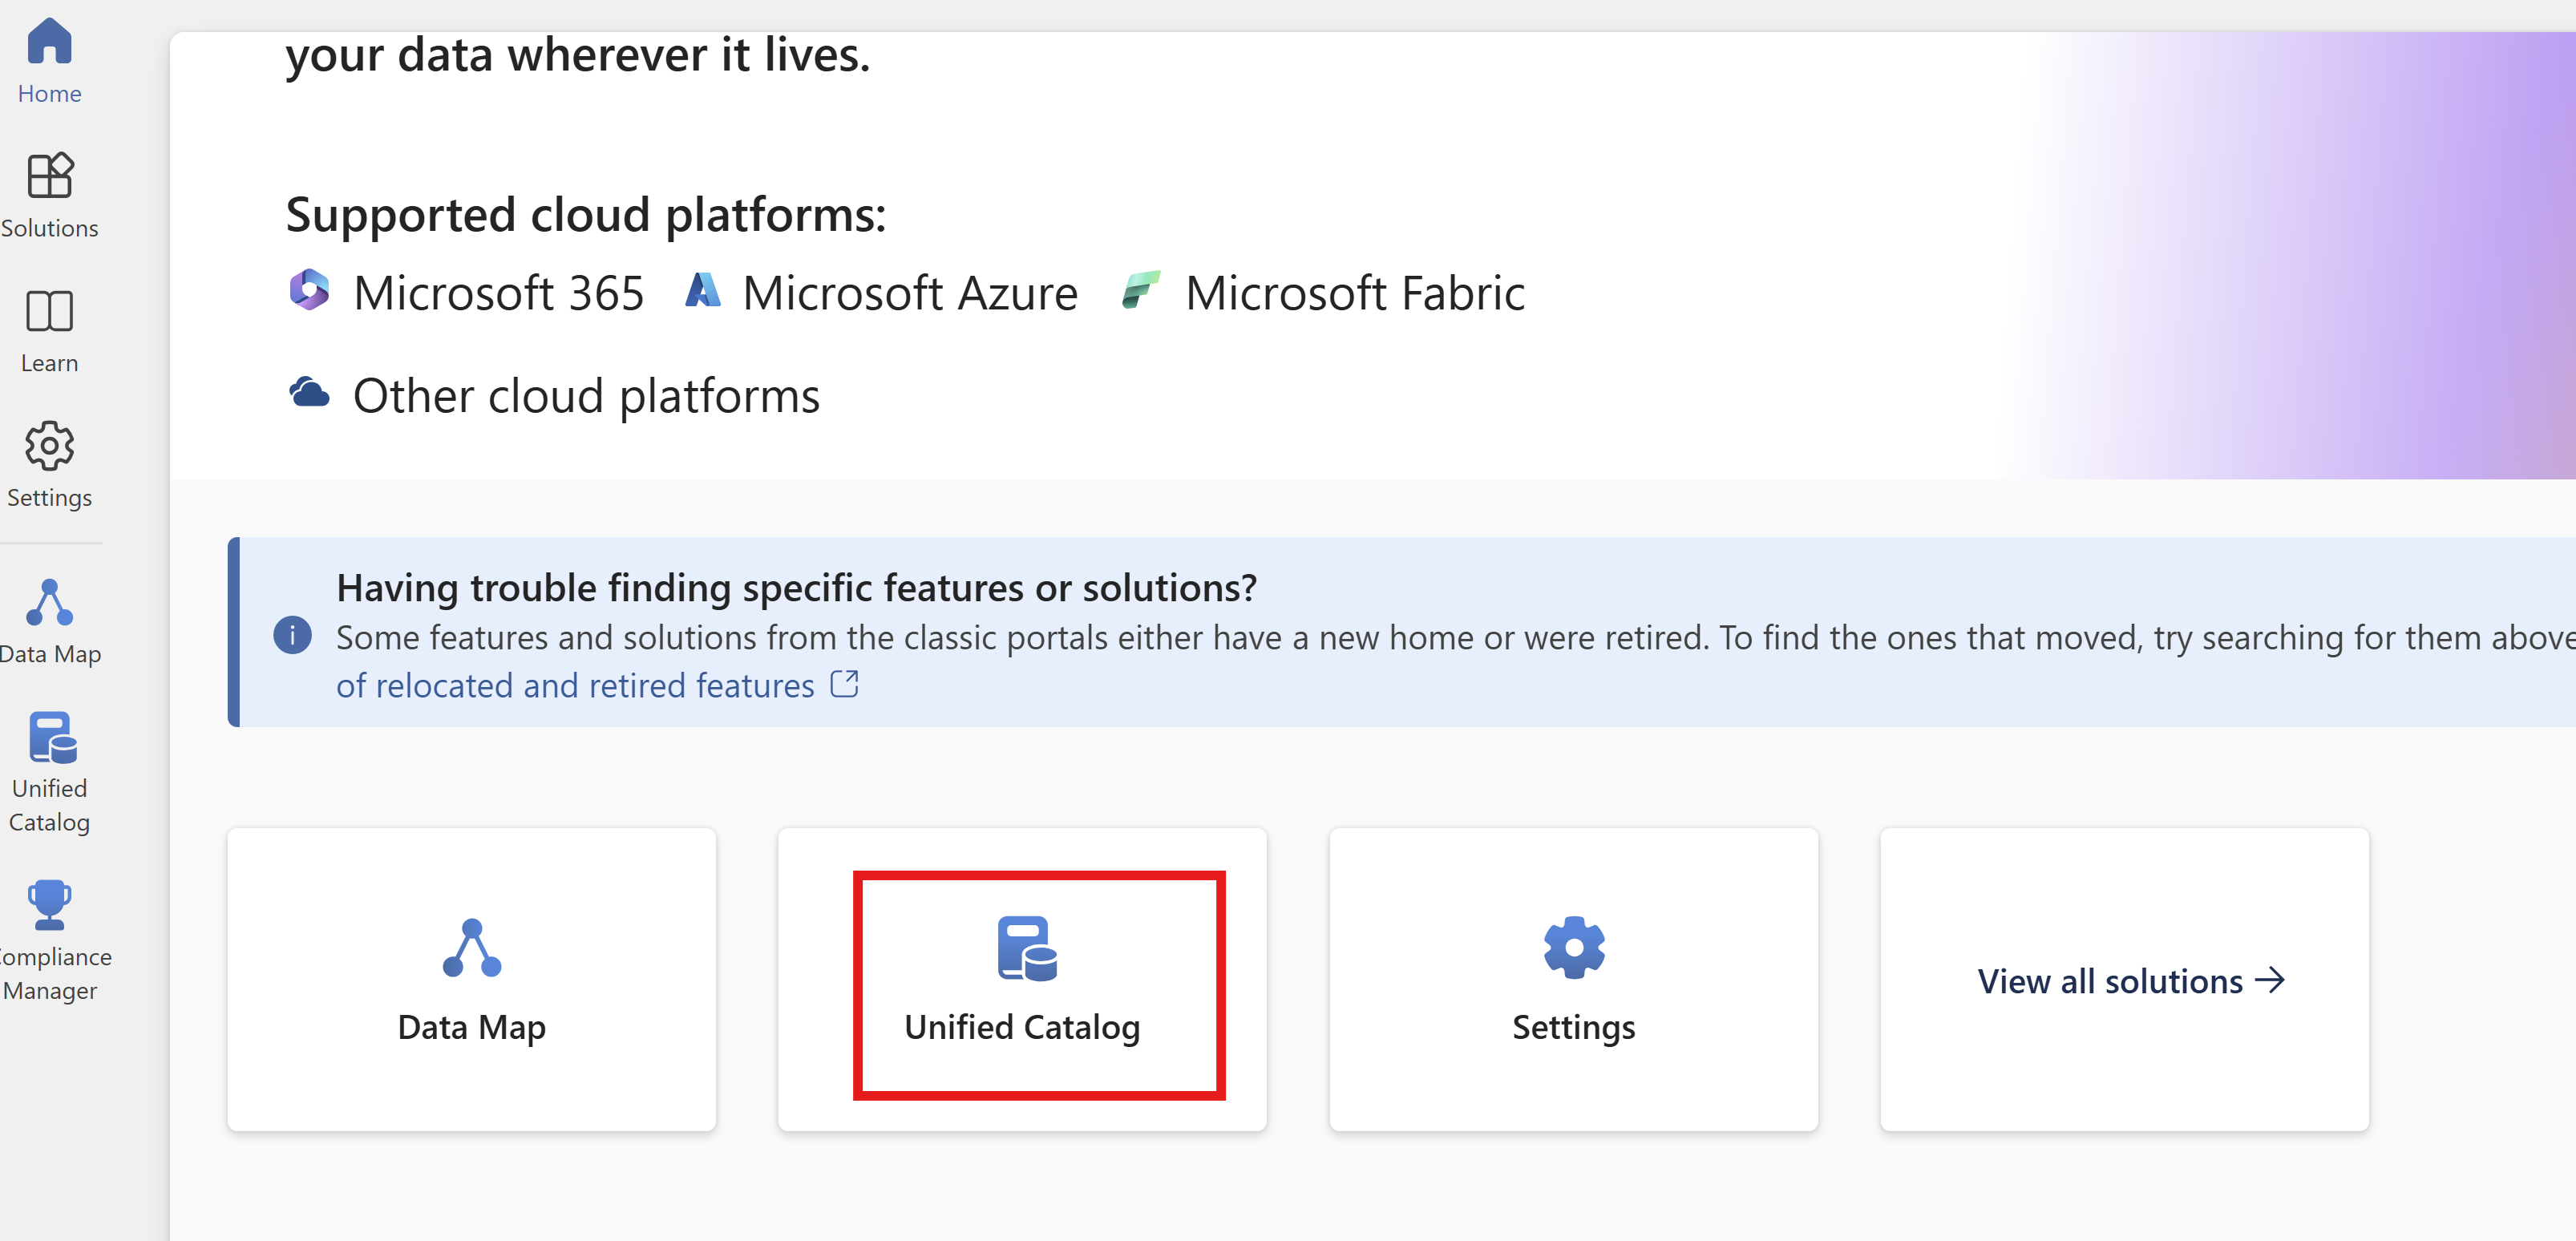 Home
Solutions
Learn
Settings
Data Map
Unified
Catalog
ompliance
Manager
your data wherever it lives.
Supported cloud platforms:
Microsoft 365 Microsoft Azure Microsoft Fabric
Other cloud platforms
Having trouble finding specific features or solutions?
Some features and solutions from the classic portals either have a new home or were retired. To find the ones that moved, try searching for them above
of relocated and retired features
Data Map
Unified Catalog
Settings
View all solutions →